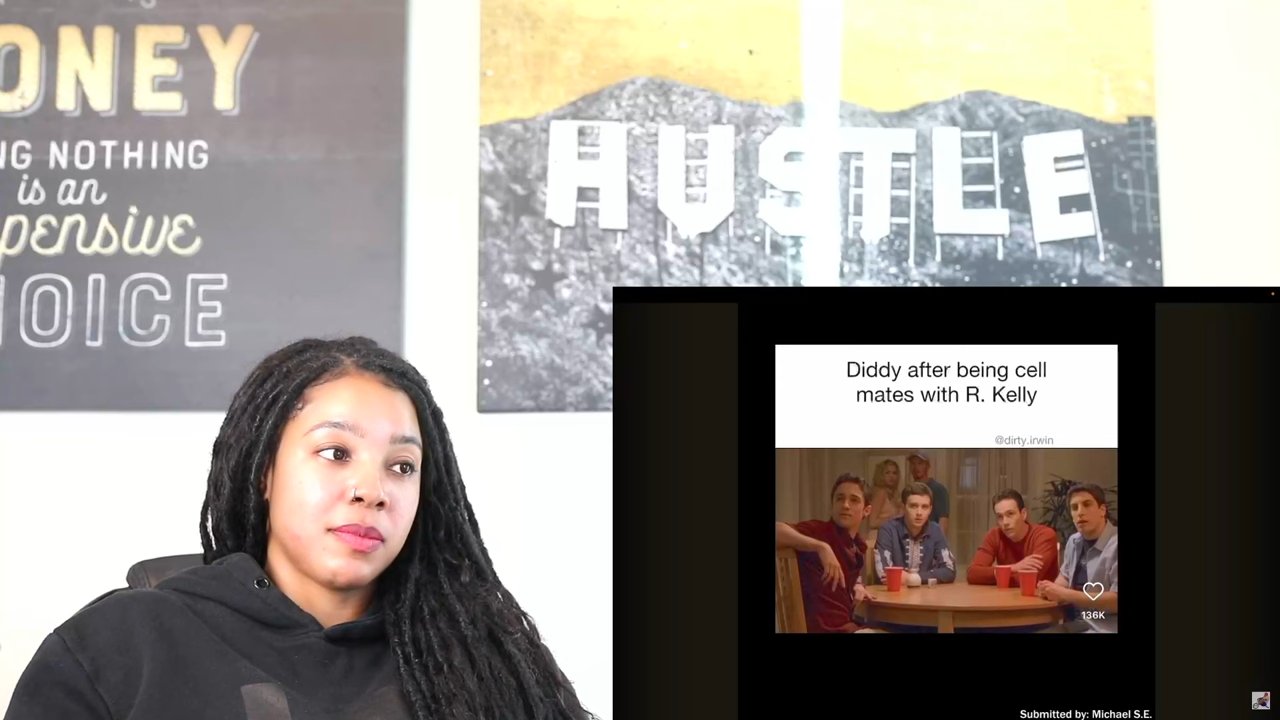 ONEY
NG NOTHING
is an
pensive
HOICE
HUSTLE
Diddy after being cell
mates with R. Kelly
@dirty.irwin
136K
Submitted by: Michael S.E.